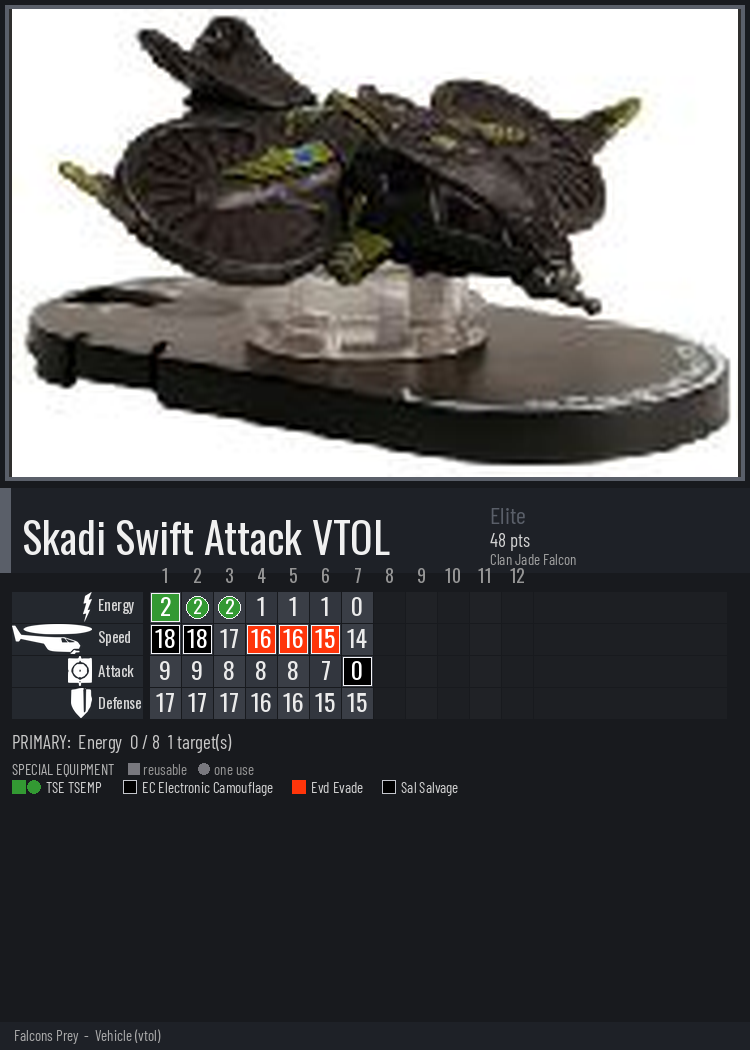 Skadi Swift Attack VTOL
Elite
48 pts
Clan Jade Falcon
1 2 3 4 5 6 7 8 9 10 11 12
Energy 2 2 2 1 1 1 0
Speed 18 18 17 16 16 15 14
Attack 9 9 8 8 8 7 0
Defense 17 17 17 16 16 15 15
PRIMARY: Energy 0 / 8 1 target(s)
SPECIAL EQUIPMENT reusable one use
TSE TSEMP EC Electronic Camouflage Evd Evade Sal Salvage
Falcons Prey - Vehicle (vtol)